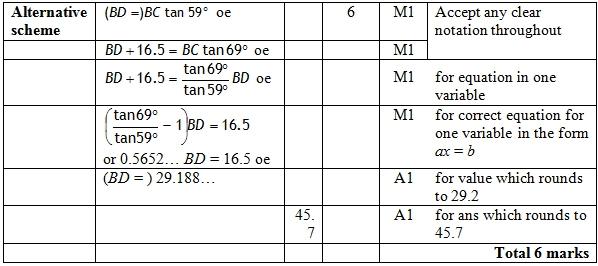 Alternative scheme (BD =)BC tan 59° oe 6 M1 Accept any clear notation throughout
BD + 16.5 = BC tan 69° oe M1
BD + 16.5 = tan 69° / tan 59° BD oe M1 for equation in one variable
(tan69° / tan59° − 1)BD = 16.5 M1 for correct equation for one variable in the form ax = b
or 0.5652… BD = 16.5 oe
(BD = ) 29.188… A1 for value which rounds to 29.2
45.7 A1 for ans which rounds to 45.7
Total 6 marks